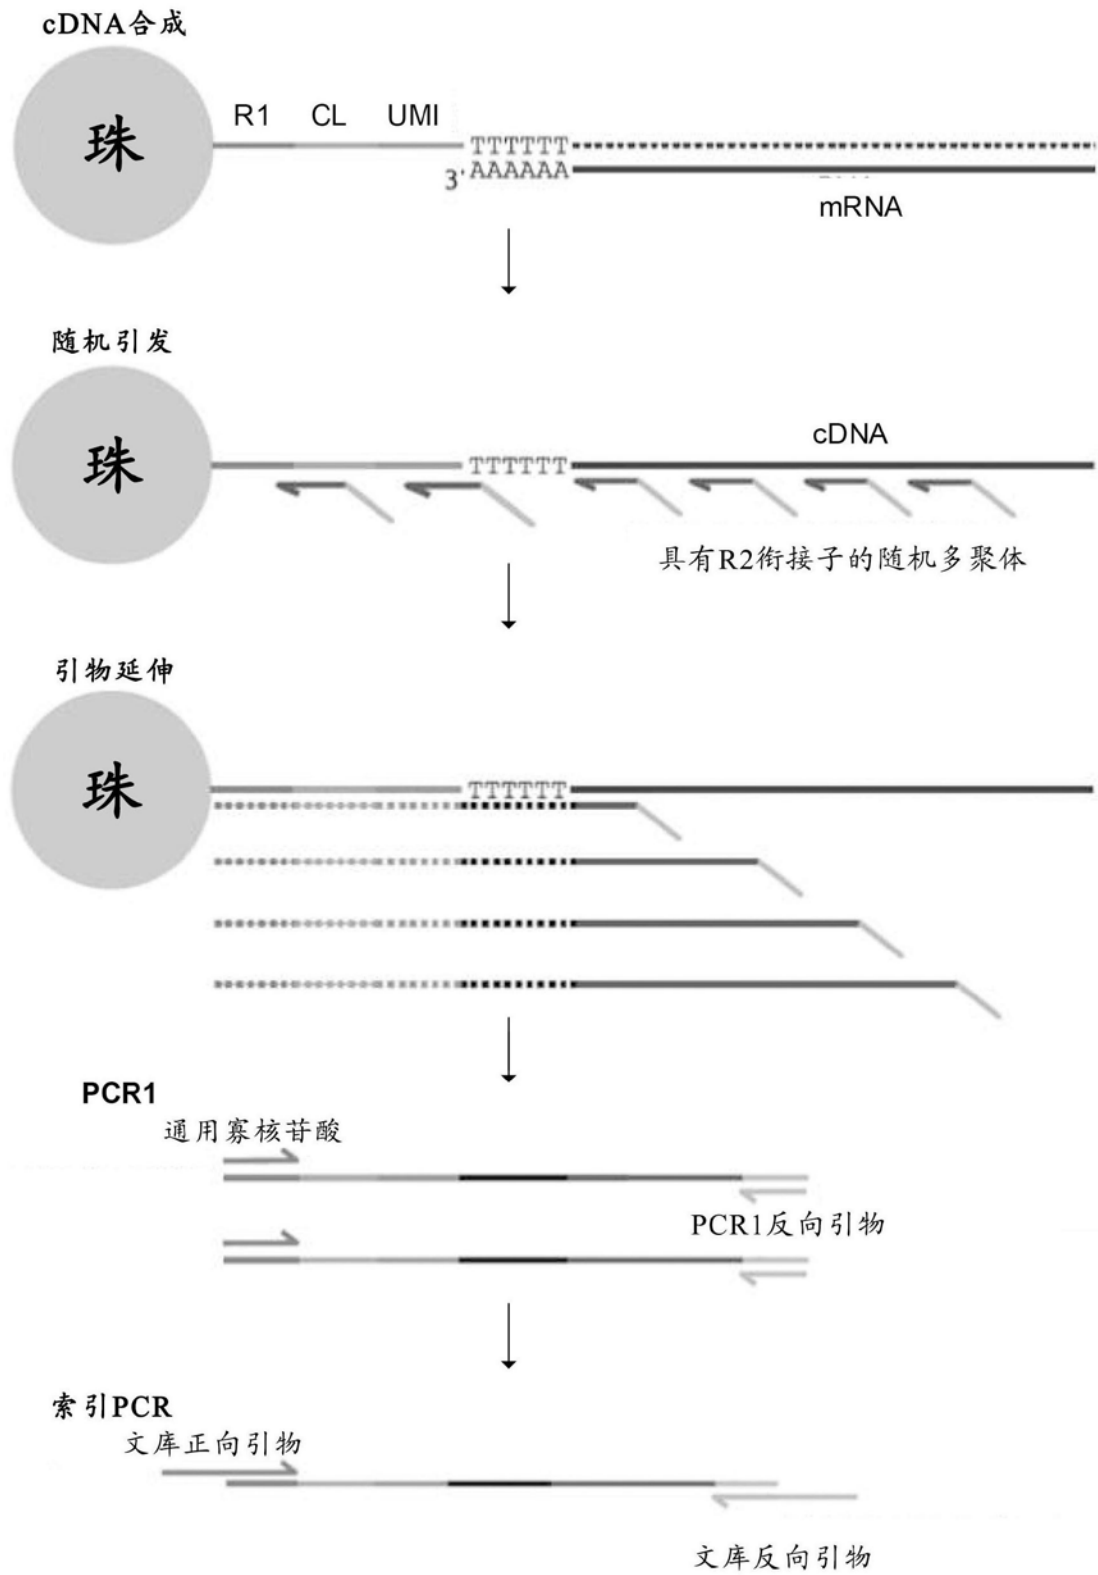 cDNA合成
珠
R1 CL UMI
TTTTTT
3' AAAAAA
mRNA
随机引发
珠
cDNA
TTTTTT
具有R2衔接子的随机多聚体
引物延伸
珠
TTTTTT
PCR1
通用寡核苷酸
PCR1反向引物
索引PCR
文库正向引物
文库反向引物